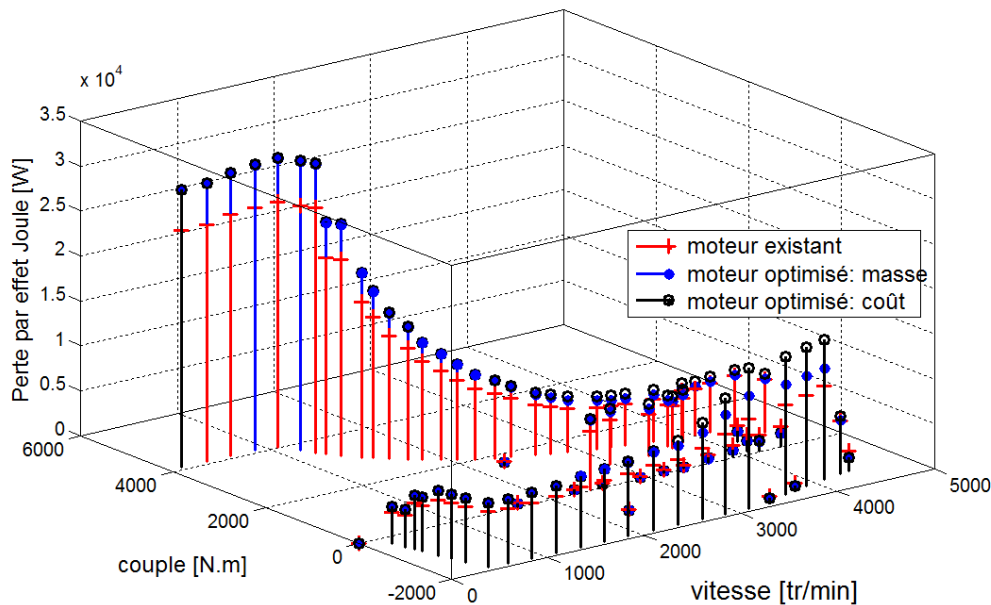 x 10⁴
3.5
3
2.5
2
1.5
1
0.5
0
Perte par effet Joule [W]
moteur existant
moteur optimisé: masse
moteur optimisé: coût
6000
4000
2000
0
-2000
couple [N.m]
0
1000
2000
3000
4000
5000
vitesse [tr/min]